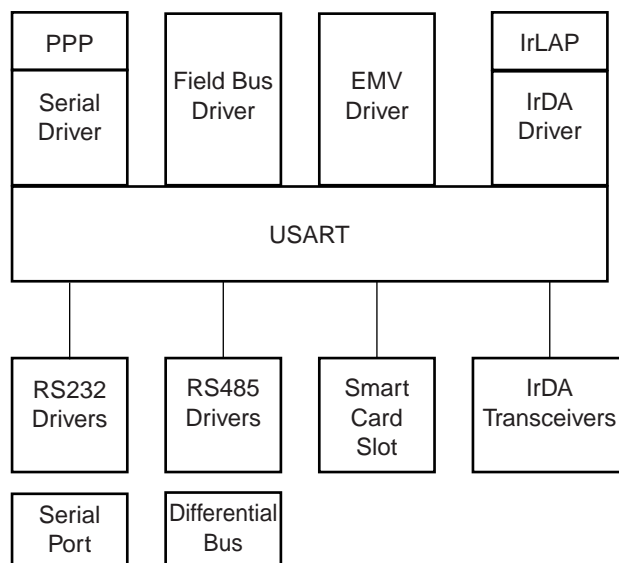 PPP
IrLAP
Serial
Driver
Field Bus
Driver
EMV
Driver
IrDA
Driver
USART
RS232
Drivers
RS485
Drivers
Smart
Card
Slot
IrDA
Transceivers
Serial
Port
Differential
Bus